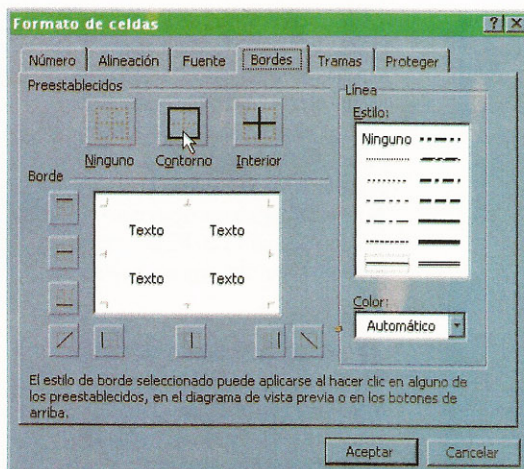 Formato de celdas
Número Alineación Fuente Bordes Tramas Proteger
Preestablecidos
Ninguno Contorno Interior
Borde
Texto Texto
Texto Texto
Línea
Estilo:
Ninguno
Color:
Automático
El estilo de borde seleccionado puede aplicarse al hacer clic en alguno de
los preestablecidos, en el diagrama de vista previa o en los botones de
arriba.
Aceptar Cancelar